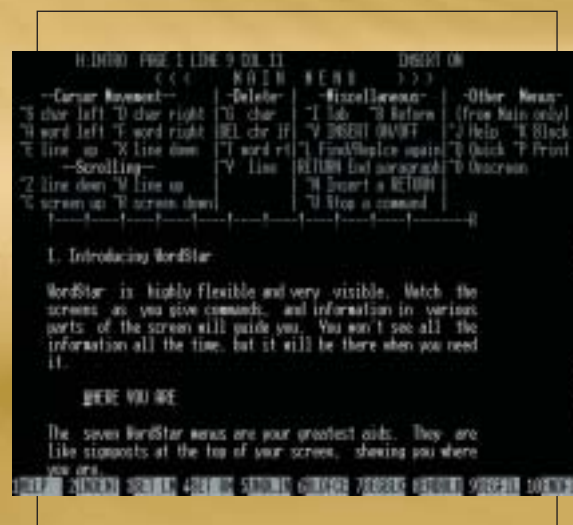 H:INTRO PAGE 1 LINE 9 COL 11 INSERT ON
< < < M A I N M E N U > > >
--Cursor Movement-- | -Delete- | -Miscellaneous- | -Other Menus-
^S char left ^D char right |^G char | ^I Tab ^B Reform | (from Main only)
^A word left ^F word right |DEL chr lf| ^V INSERT ON/OFF |^J Help ^K Block
^E line up ^X line down |^T word rt|^L Find/Replce again|^Q Quick ^P Print
--Scrolling-- |^Y line |RETURN End paragraph|^O Onscreen
^Z line down ^W line up | | ^N Insert a RETURN |
^C screen up ^R screen down| | ^U Stop a command |
1. Introducing WordStar
WordStar is highly flexible and very visible. Watch the
screens as you give commands, and information in various
parts of the screen will guide you. You won't see all the
information all the time, but it will be there when you need
it.
WHERE YOU ARE
The seven WordStar menus are your greatest aids. They are
like signposts at the top of your screen, showing you where
you are.